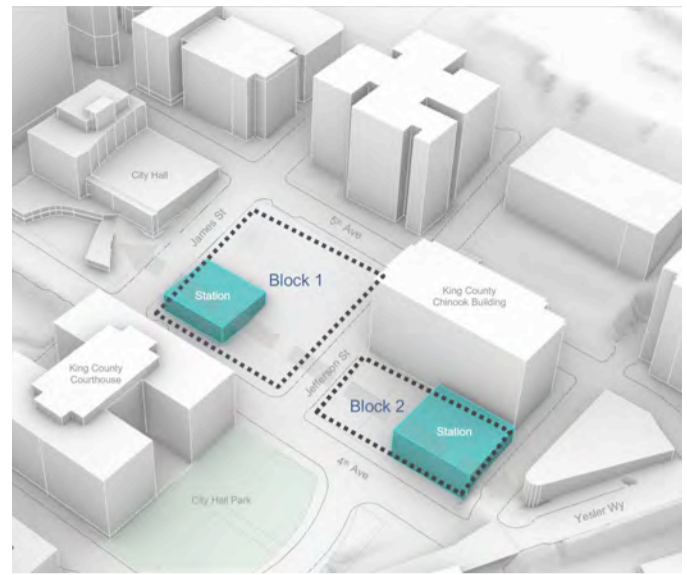 City Hall
James St
5th Ave
Block 1
Station
King County
Chinook Building
King County
Courthouse
Jefferson St
Block 2
Station
4th Ave
City Hall Park
Yesler Wy